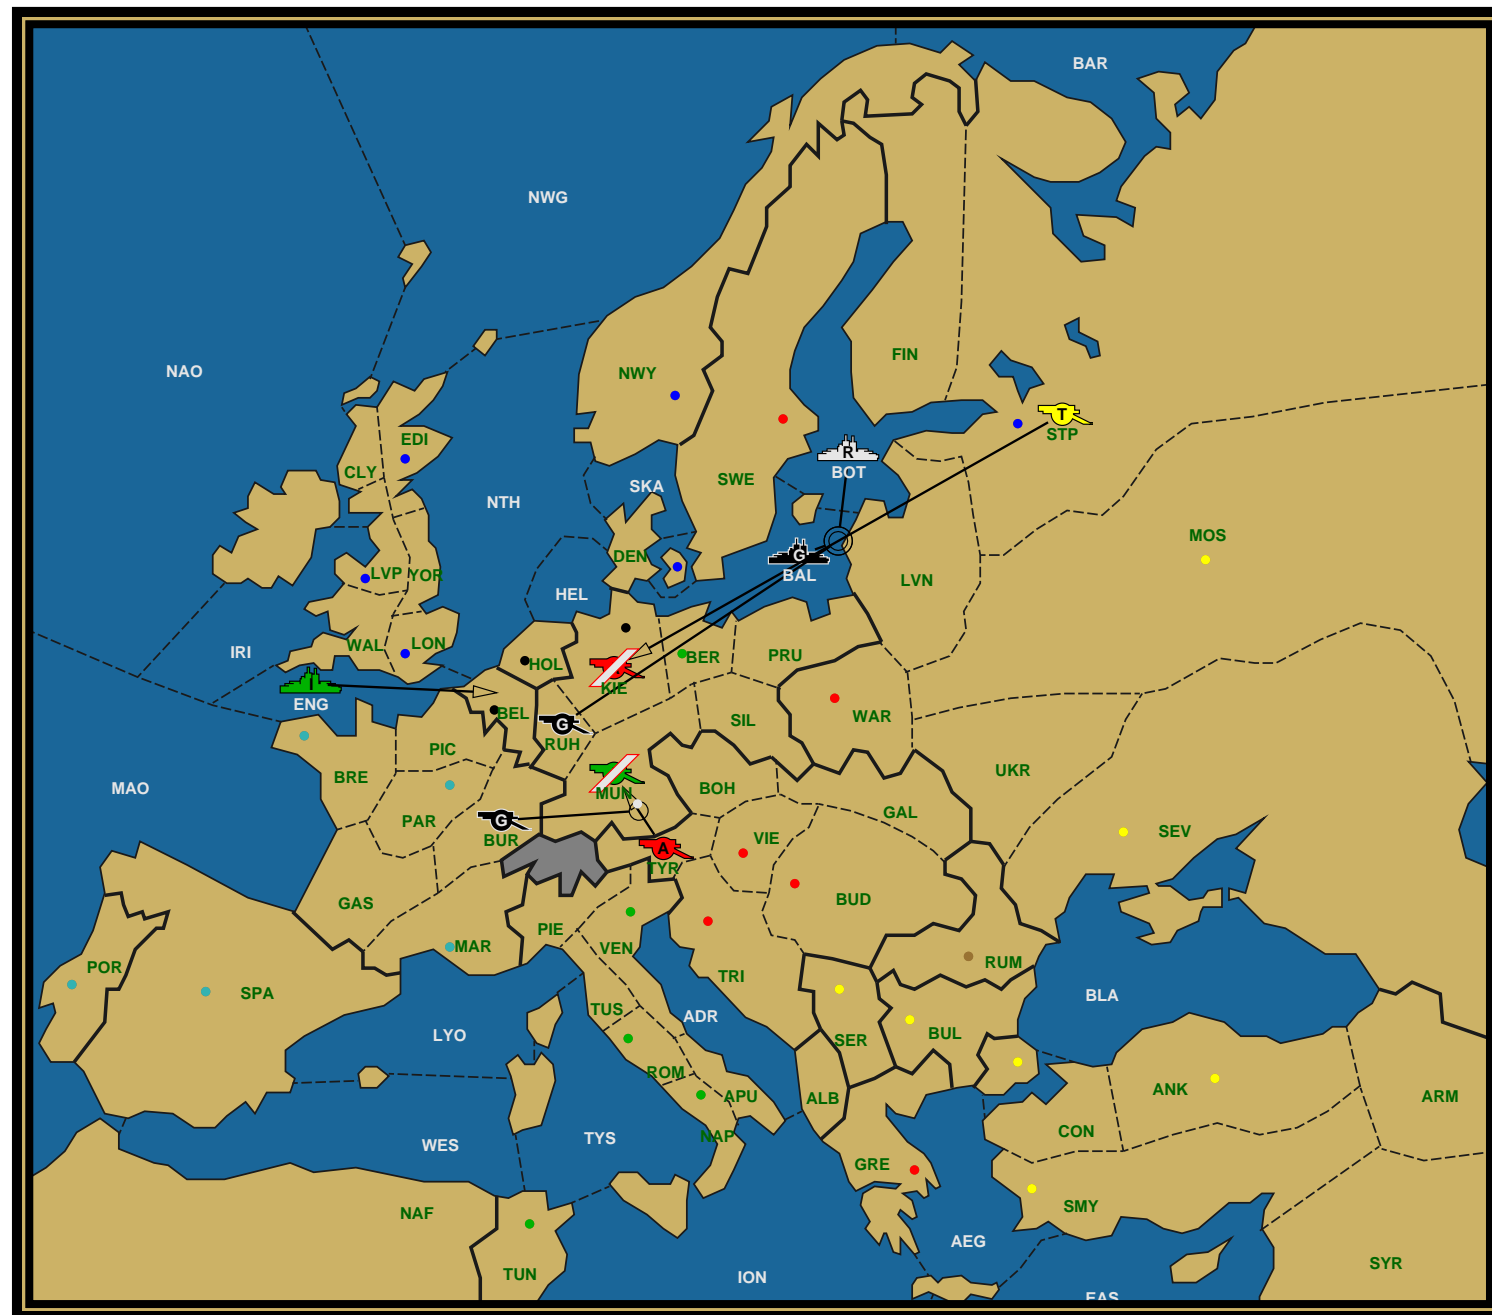 BAR
NWG
NAO
FIN
NWY
STP
T
EDI
CLY
R
BOT
SWE
SKA
NTH
MOS
DEN
G
BAL
LVN
LVP
YOR
HEL
WAL
LON
IRI
HOL
BER
PRU
KIE
I
ENG
BEL
G
RUH
SIL
WAR
PIC
BRE
UKR
MAO
MUN
BOH
GAL
PAR
G
BUR
VIE
SEV
A
TYR
BUD
GAS
PIE
VEN
MAR
RUM
POR
SPA
TRI
BLA
TUS
ADR
LYO
SER
BUL
ROM
APU
ALB
ANK
ARM
CON
NAP
TYS
WES
GRE
SMY
NAF
AEG
SYR
TUN
ION
EAS